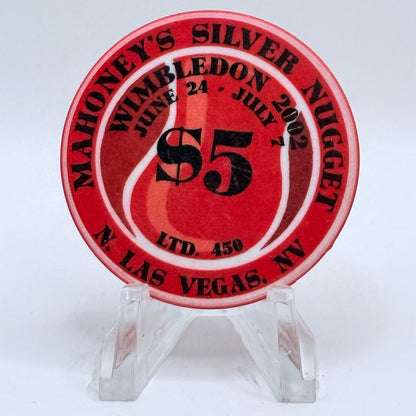 MAHONEY'S SILVER NUGGET
WIMBLEDON 2002
JUNE 24 - JULY 7
$5
LTD. 450
N. LAS VEGAS, NV